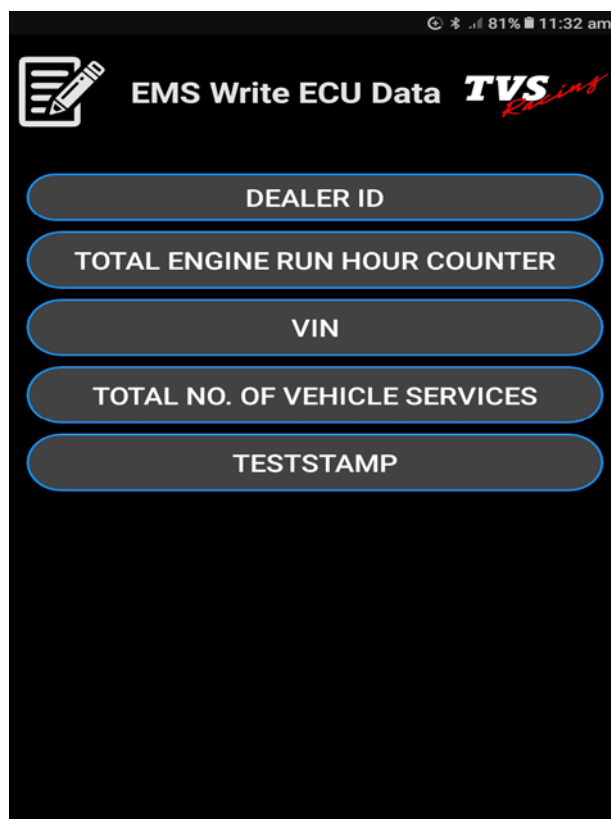 81% 11:32 am
EMS Write ECU Data TVS Racing
DEALER ID
TOTAL ENGINE RUN HOUR COUNTER
VIN
TOTAL NO. OF VEHICLE SERVICES
TESTSTAMP